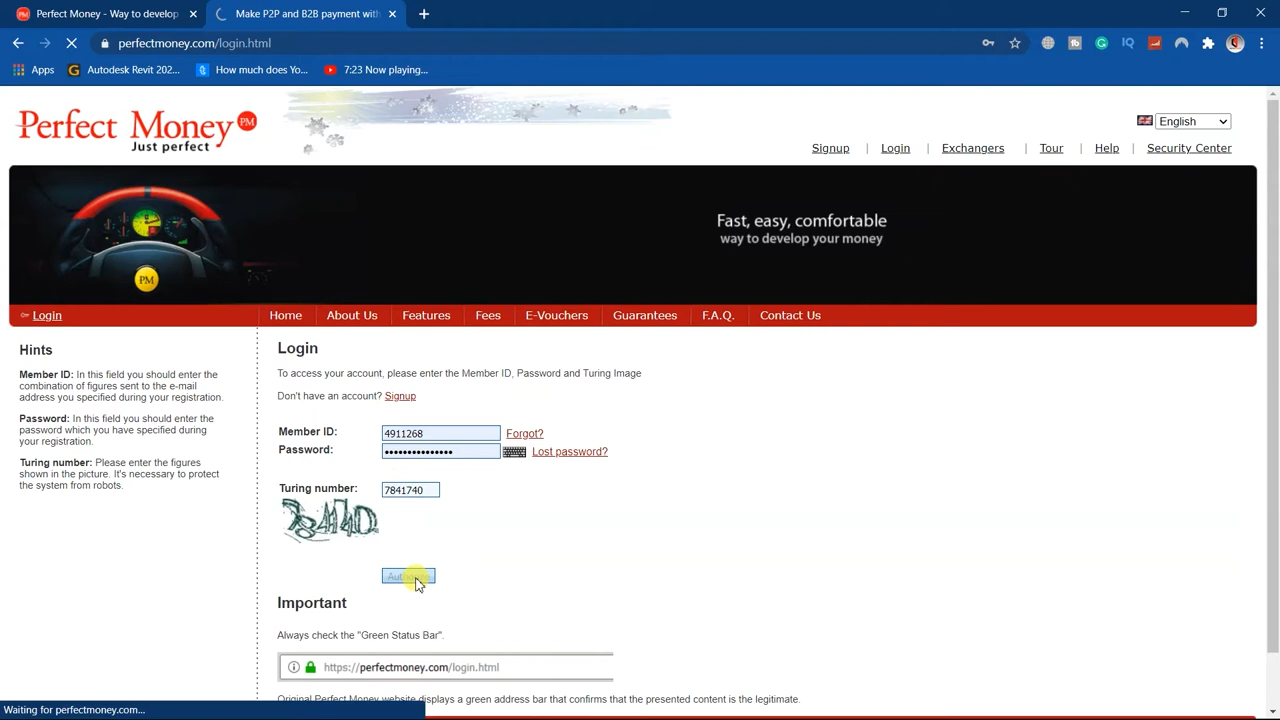 Perfect Money - Way to develop
Make P2P and B2B payment with
perfectmoney.com/login.html
Apps
Autodesk Revit 202...
How much does Yo...
7:23 Now playing...
Perfect Money PM
Just perfect
English
Signup | Login | Exchangers | Tour | Help | Security Center
Fast, easy, comfortable
way to develop your money
PM
Login
Home
About Us
Features
Fees
E-Vouchers
Guarantees
F.A.Q.
Contact Us
Hints
Member ID: In this field you should enter the
combination of figures sent to the e-mail
address you specified during your registration.
Password: In this field you should enter the
password which you have specified during
your registration.
Turing number: Please enter the figures
shown in the picture. It's necessary to protect
the system from robots.
Login
To access your account, please enter the Member ID, Password and Turing Image
Don't have an account? Signup
Member ID: 4911268 Forgot?
Password: ••••••••••••••• Lost password?
Turing number: 7841740
Important
Always check the "Green Status Bar".
https://perfectmoney.com/login.html
Original Perfect Money website displays a green address bar that confirms that the presented content is the legitimate.
Waiting for perfectmoney.com...